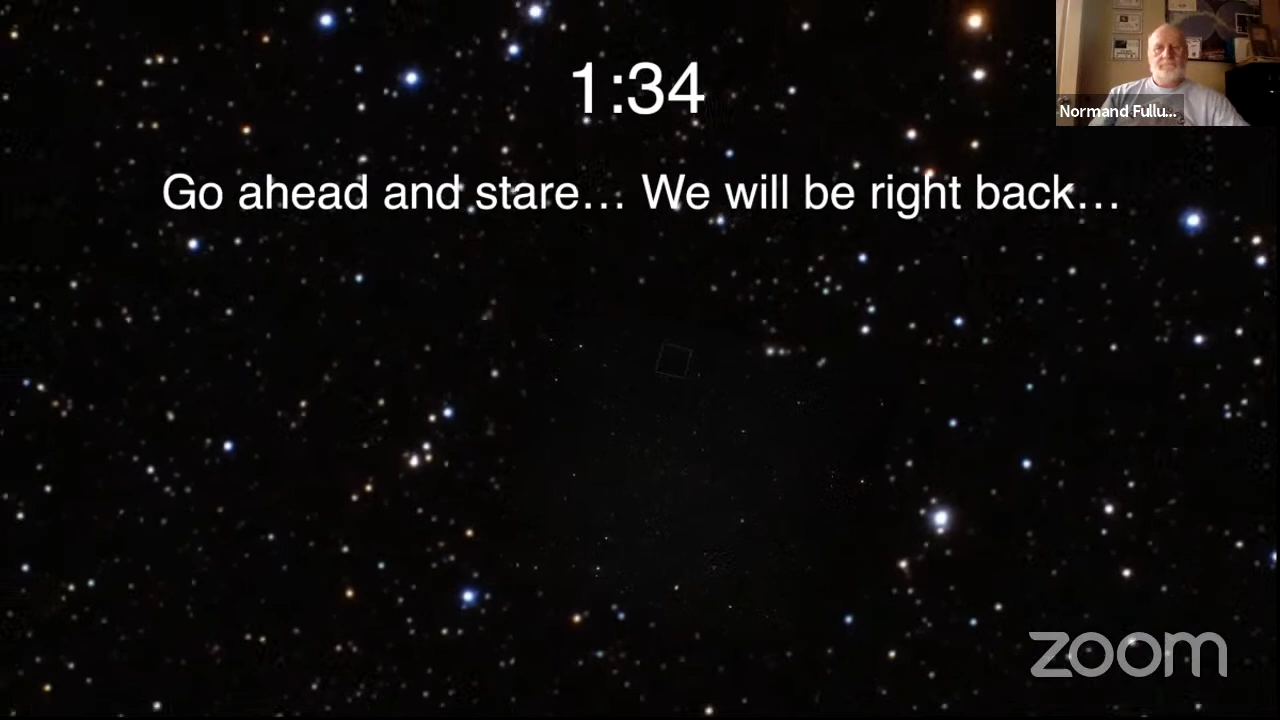 1:34
Go ahead and stare… We will be right back…
Normand Fullu...
zoom